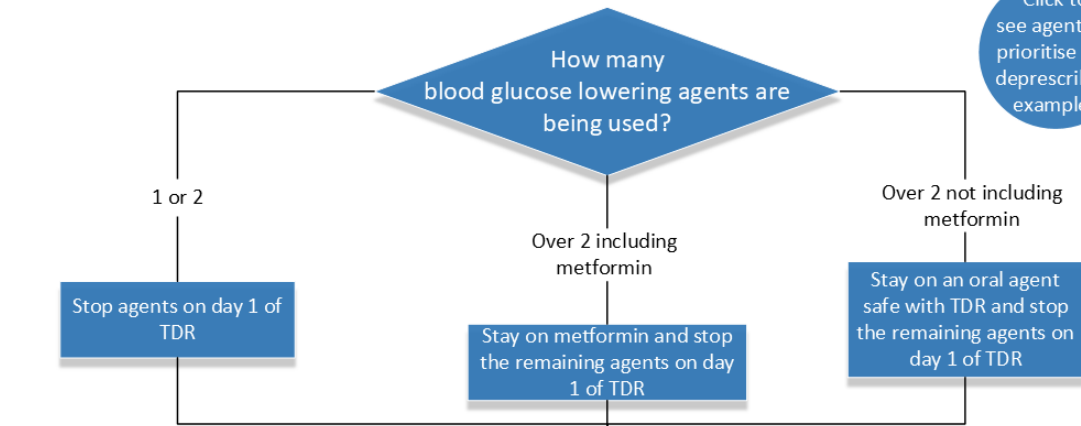 How many
blood glucose lowering agents are
being used?
see agent
prioritise
deprescri
example
1 or 2
Over 2 including
metformin
Over 2 not including
metformin
Stop agents on day 1 of
TDR
Stay on metformin and stop
the remaining agents on day
1 of TDR
Stay on an oral agent
safe with TDR and stop
the remaining agents on
day 1 of TDR